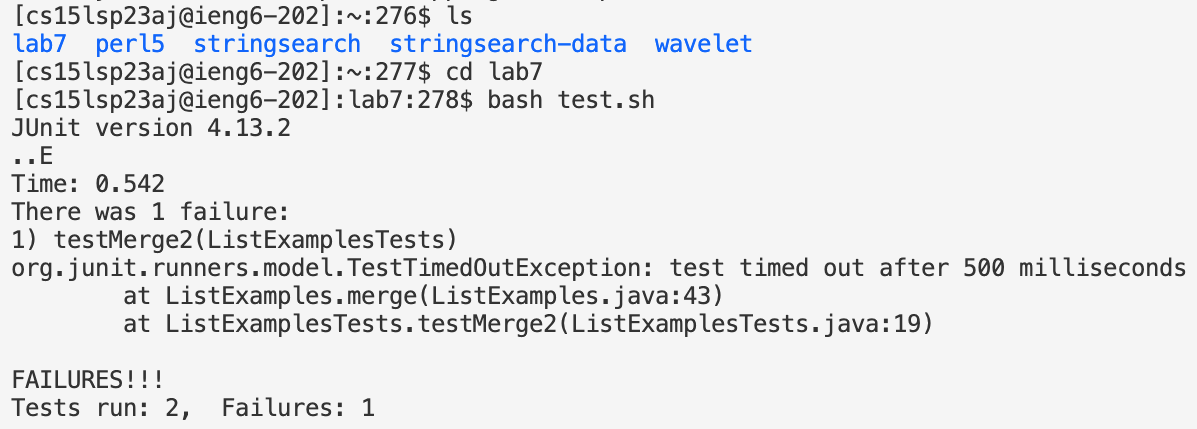 [cs15lsp23aj@ieng6-202]:~:276$ ls
lab7  perl5  stringsearch  stringsearch-data  wavelet
[cs15lsp23aj@ieng6-202]:~:277$ cd lab7
[cs15lsp23aj@ieng6-202]:lab7:278$ bash test.sh
JUnit version 4.13.2
..E
Time: 0.542
There was 1 failure:
1) testMerge2(ListExamplesTests)
org.junit.runners.model.TestTimedOutException: test timed out after 500 milliseconds
        at ListExamples.merge(ListExamples.java:43)
        at ListExamplesTests.testMerge2(ListExamplesTests.java:19)
FAILURES!!!
Tests run: 2,  Failures: 1